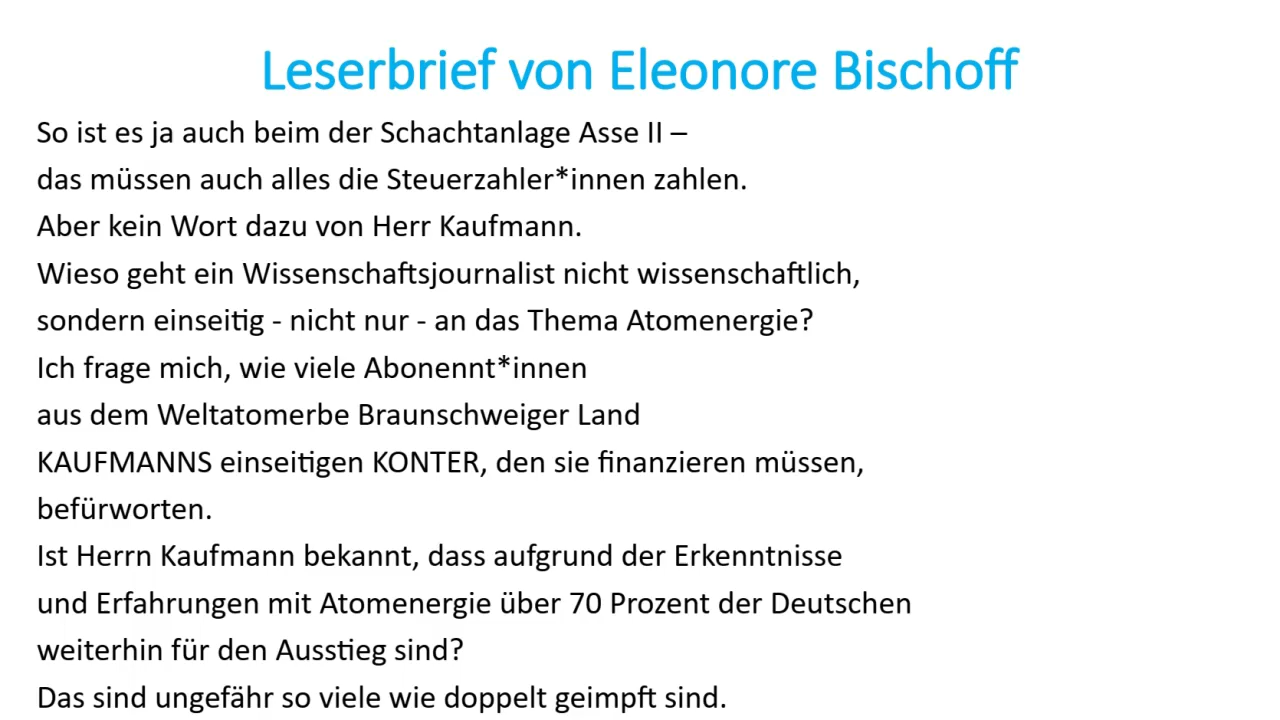 Leserbrief von Eleonore Bischoff
So ist es ja auch beim der Schachtanlage Asse II –
das müssen auch alles die Steuerzahler*innen zahlen.
Aber kein Wort dazu von Herr Kaufmann.
Wieso geht ein Wissenschaftsjournalist nicht wissenschaftlich,
sondern einseitig - nicht nur - an das Thema Atomenergie?
Ich frage mich, wie viele Abonennt*innen
aus dem Weltatomerbe Braunschweiger Land
KAUFMANNS einseitigen KONTER, den sie finanzieren müssen,
befürworten.
Ist Herrn Kaufmann bekannt, dass aufgrund der Erkenntnisse
und Erfahrungen mit Atomenergie über 70 Prozent der Deutschen
weiterhin für den Ausstieg sind?
Das sind ungefähr so viele wie doppelt geimpft sind.